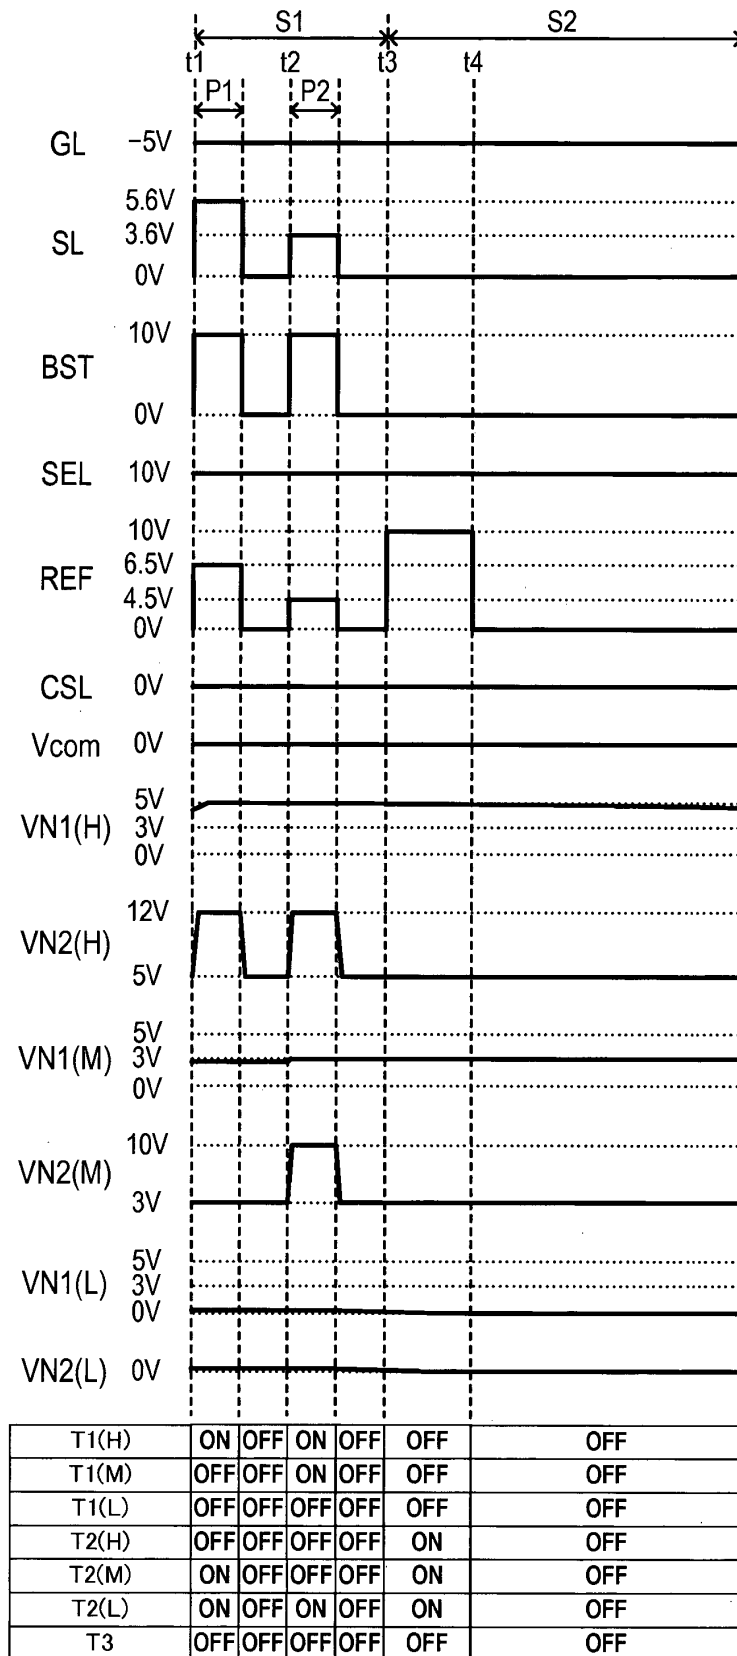 S1 S2
t1 t2 t3 t4
P1 P2
GL −5V
5.6V
SL 3.6V
0V
10V
BST
0V
SEL 10V
10V
REF 6.5V
4.5V
0V
CSL 0V
Vcom 0V
5V
VN1(H) 3V
0V
12V
VN2(H)
5V
5V
VN1(M) 3V
0V
10V
VN2(M)
3V
5V
VN1(L) 3V
0V
VN2(L) 0V
T1(H) ON OFF ON OFF OFF OFF
T1(M) OFF OFF ON OFF OFF OFF
T1(L) OFF OFF OFF OFF OFF OFF
T2(H) OFF OFF OFF OFF ON OFF
T2(M) ON OFF OFF OFF ON OFF
T2(L) ON OFF ON OFF ON OFF
T3 OFF OFF OFF OFF OFF OFF